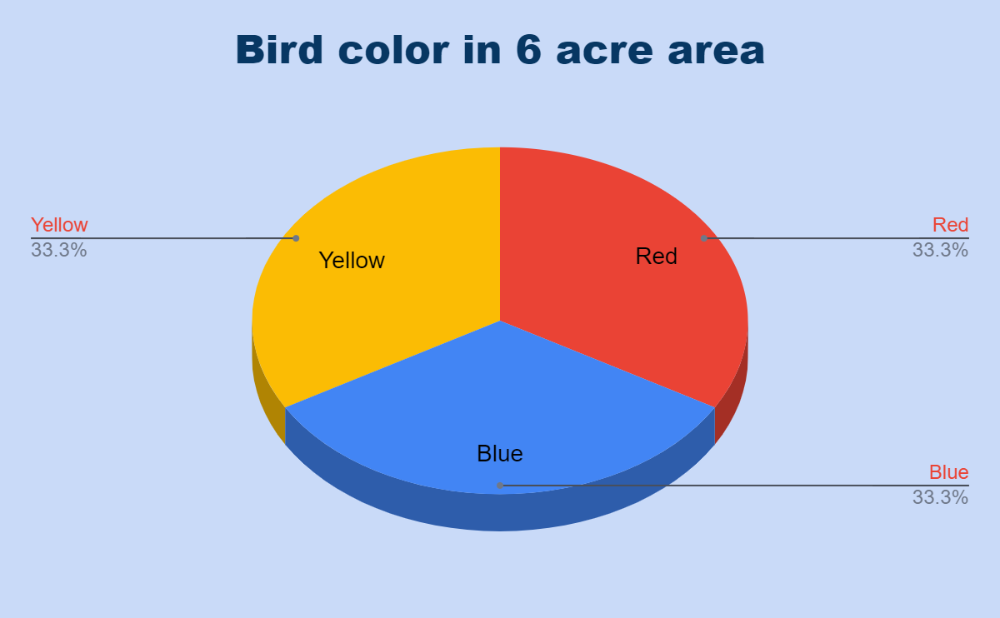 Bird color in 6 acre area
Yellow
33.3%
Red
33.3%
Yellow
Red
Blue
Blue
33.3%